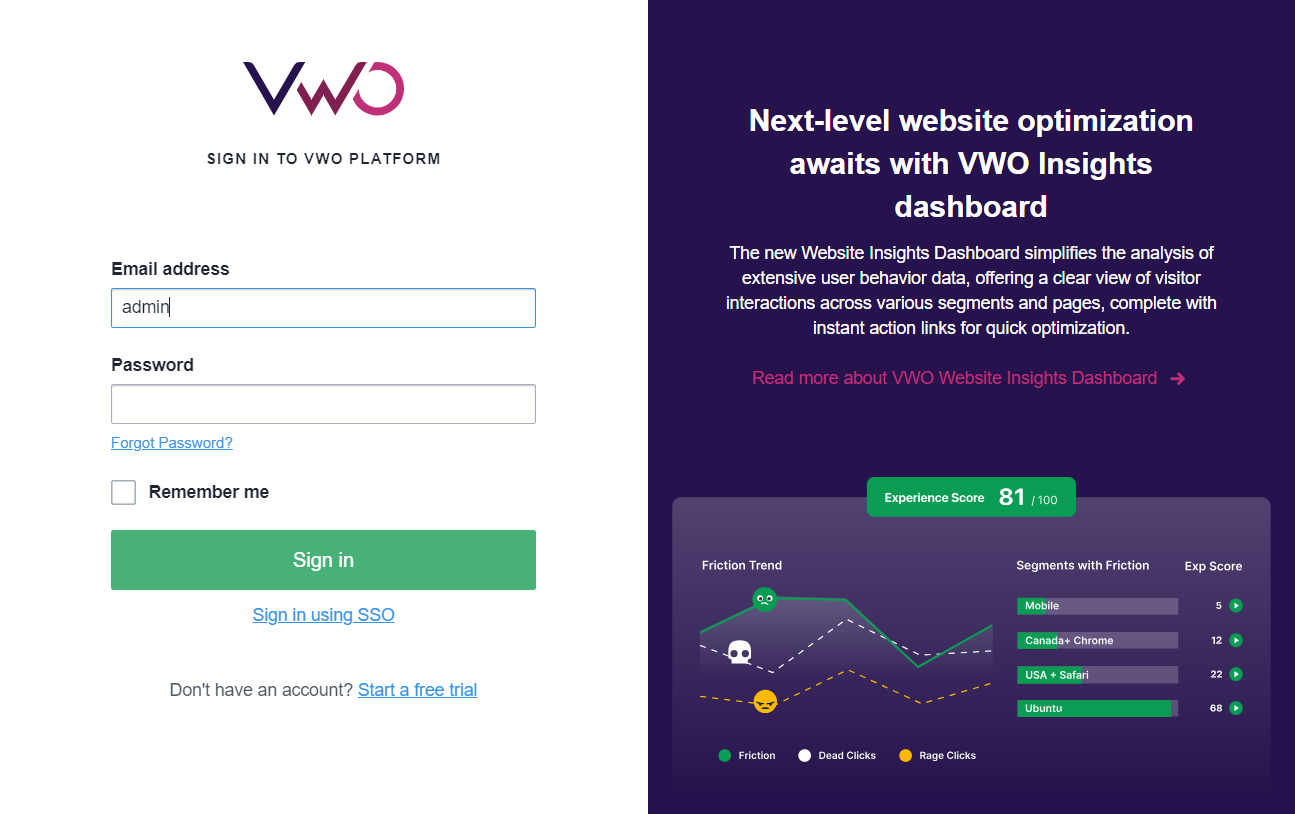 VWO
SIGN IN TO VWO PLATFORM
Email address
admin
Password
Forgot Password?
Remember me
Sign in
Sign in using SSO
Don't have an account? Start a free trial
Next-level website optimization
awaits with VWO Insights
dashboard
The new Website Insights Dashboard simplifies the analysis of
extensive user behavior data, offering a clear view of visitor
interactions across various segments and pages, complete with
instant action links for quick optimization.
Read more about VWO Website Insights Dashboard
Experience Score 81 / 100
Friction Trend
Segments with Friction Exp Score
Mobile 5
Canada+ Chrome 12
USA + Safari 22
Ubuntu 68
Friction Dead Clicks Rage Clicks